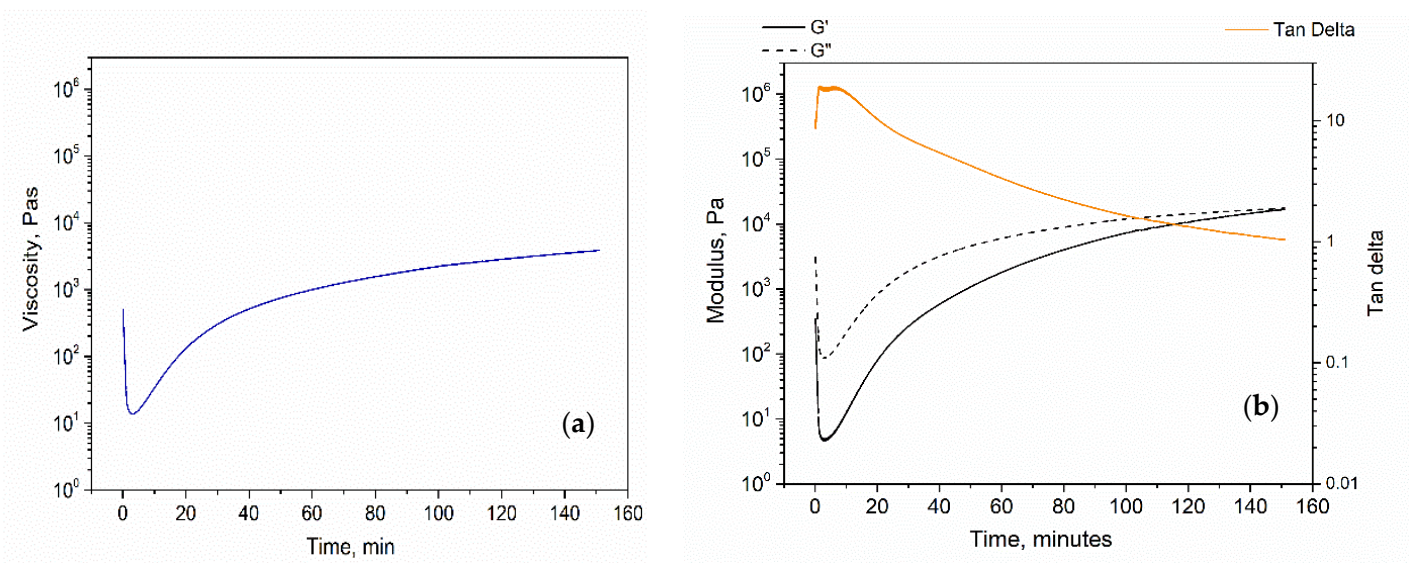 Viscosity, Pas
10⁶
10⁵
10⁴
10³
10²
10¹
10⁰
0 20 40 60 80 100 120 140 160
Time, min
(a)
G'
G"
Tan Delta
Modulus, Pa
10⁶
10⁵
10⁴
10³
10²
10¹
10⁰
0 20 40 60 80 100 120 140 160
Time, minutes
10
1
0.1
0.01
Tan delta
(b)